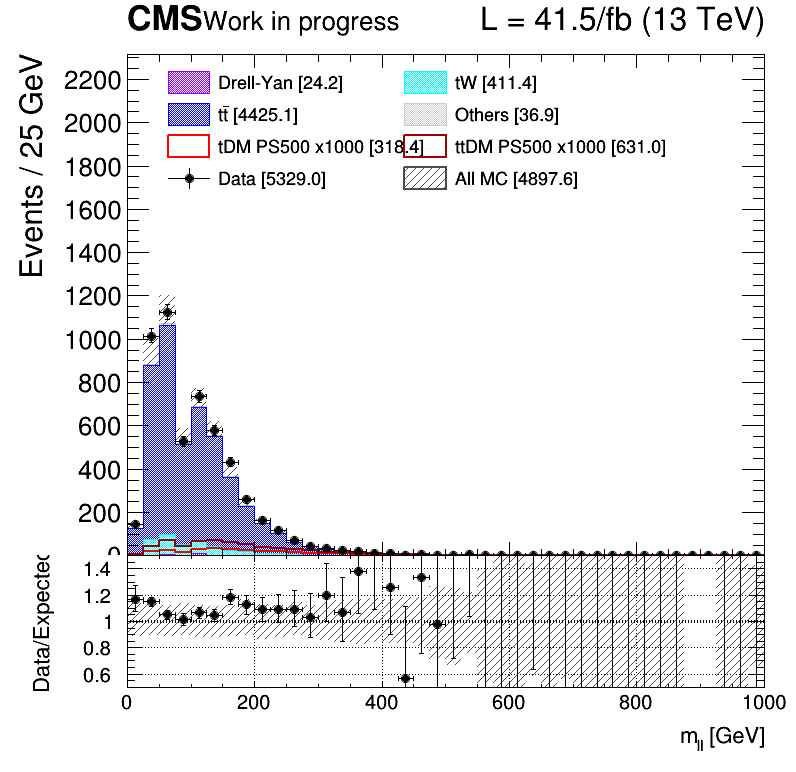 CMS Work in progress L = 41.5/fb (13 TeV)
Events / 25 GeV
2200
2000
1800
1600
1400
1200
1000
800
600
400
200
0
Drell-Yan [24.2] tW [411.4]
tt̄ [4425.1] Others [36.9]
tDM PS500 x1000 [318.4] ttDM PS500 x1000 [631.0]
Data [5329.0] All MC [4897.6]
Data/Expected
1.4
1.2
1
0.8
0.6
0 200 400 600 800 1000
m_ll [GeV]